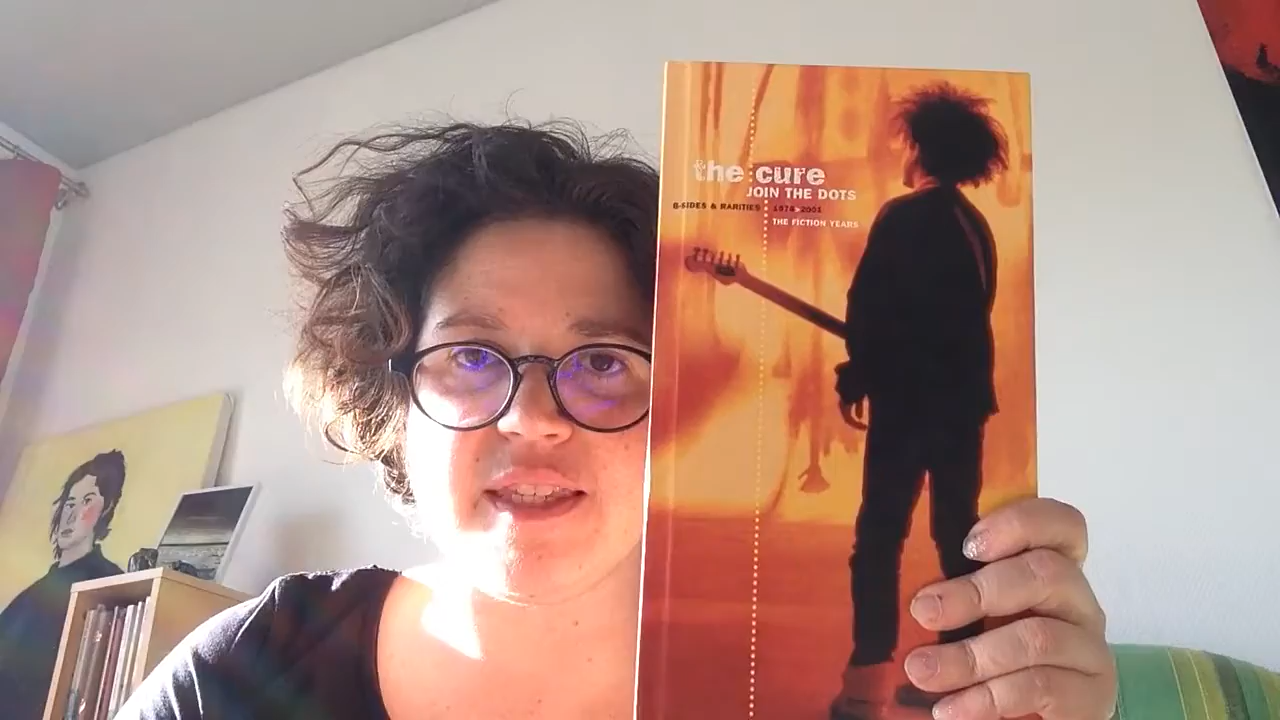 the cure
JOIN THE DOTS
B-SIDES & RARITIES 1978-2001
THE FICTION YEARS